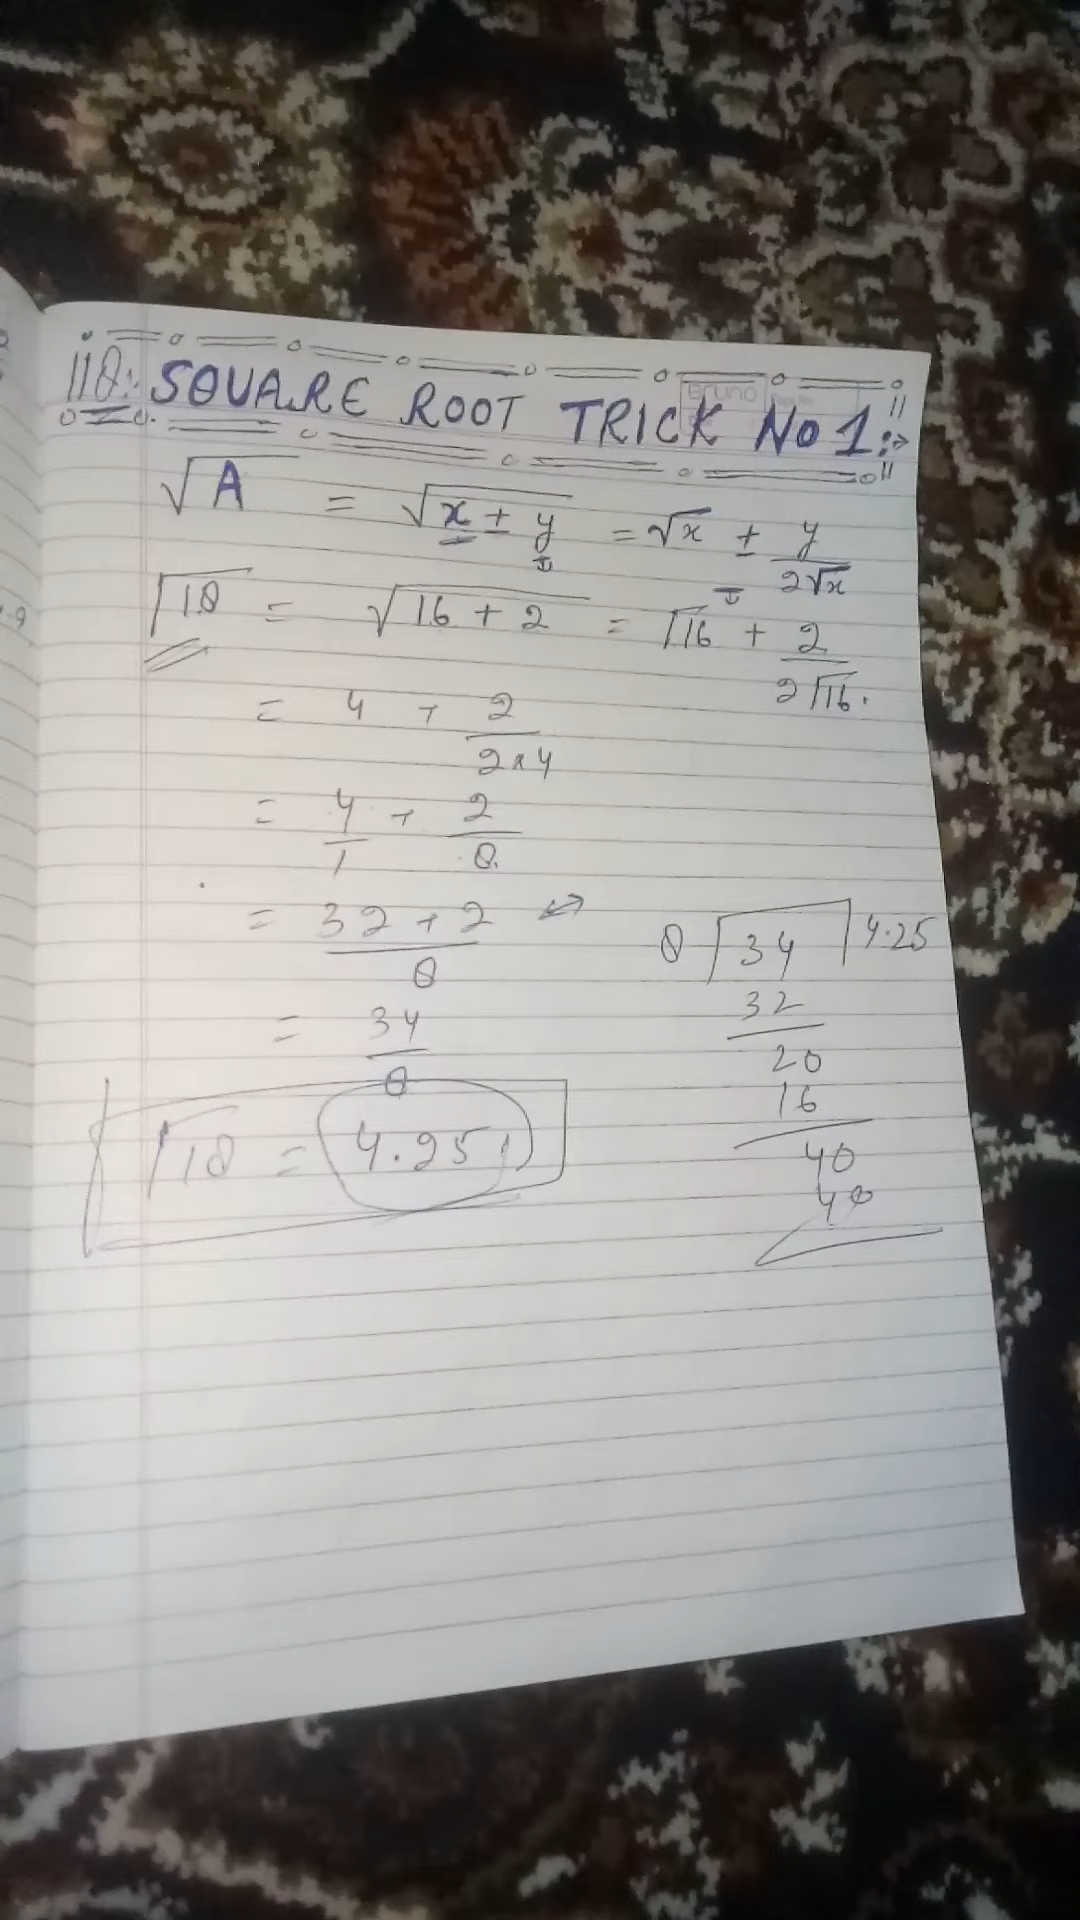 118: SQUARE ROOT TRICK No 1:→
√A = √x ± y = √x ± y/2√x
√18 = √16 + 2 = √16 + 2/2√16.
= 4 + 2/2×4
= 4/1 + 2/8
= 32+2/8 ↔
= 34/8
√18 = 4.25
8 34 4.25
32
20
16
40
40